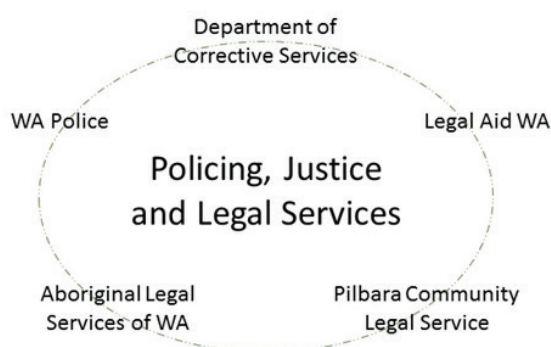 Department of
Corrective Services
WA Police
Legal Aid WA
Policing, Justice
and Legal Services
Aboriginal Legal
Services of WA
Pilbara Community
Legal Service